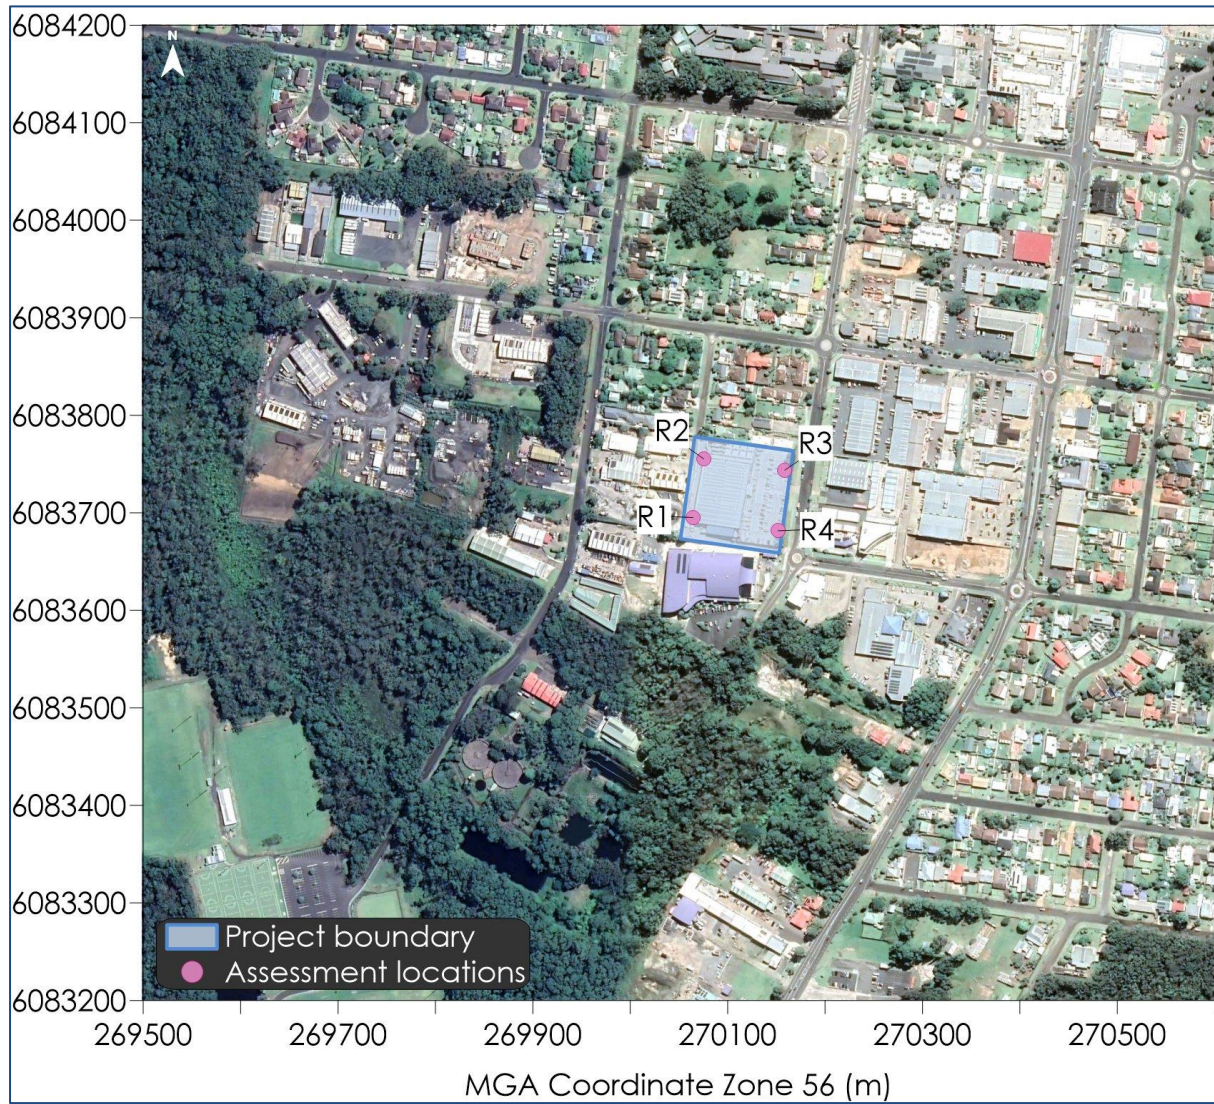 6084200
N
6084100
6084000
6083900
6083800
R2
R3
6083700
R1
R4
6083600
6083500
6083400
6083300
Project boundary
Assessment locations
6083200
269500 269700 269900 270100 270300 270500
MGA Coordinate Zone 56 (m)